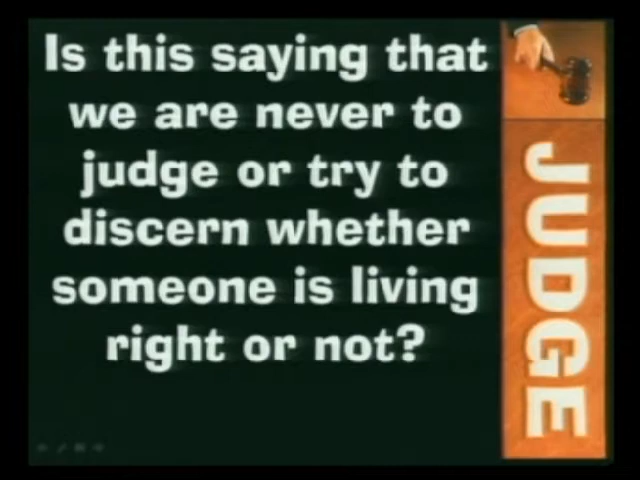 Is this saying that
we are never to
judge or try to
discern whether
someone is living
right or not?
JUDGE